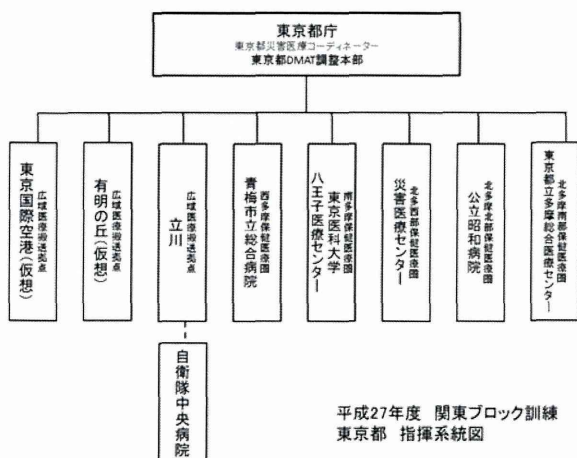 東京都庁
東京都災害医療コーディネーター
東京都DMAT調整本部
広域医療搬送拠点
東京国際空港(仮想)
広域医療搬送拠点
有明の丘(仮想)
広域医療搬送拠点
立川
西多摩保健医療圏
青梅市立総合病院
南多摩保健医療圏
東京医科大学
八王子医療センター
北多摩西部保健医療圏
災害医療センター
北多摩北部保健医療圏
公立昭和病院
北多摩南部保健医療圏
東京都立多摩総合医療センター
自衛隊中央病院
平成27年度 関東ブロック訓練
東京都 指揮系統図